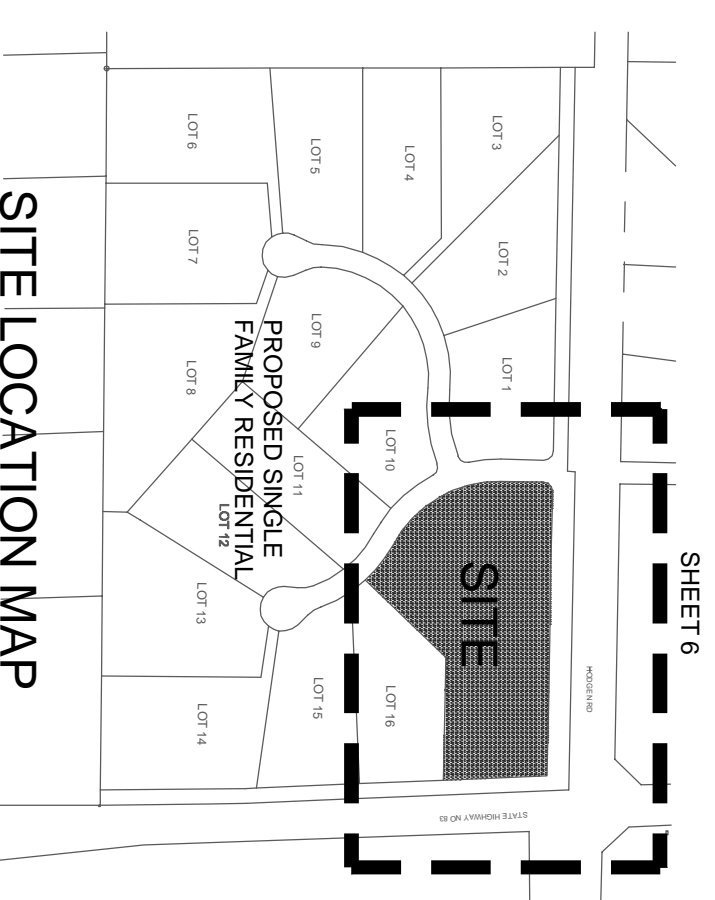 SHEET 6
HODGEN RD
STATE HIGHWAY NO 83
SITE
LOT 1
LOT 2
LOT 3
LOT 4
LOT 5
LOT 6
LOT 7
LOT 8
LOT 9
LOT 10
LOT 11
LOT 12
LOT 13
LOT 14
LOT 15
LOT 16
PROPOSED SINGLE
FAMILY RESIDENTIAL
SITE LOCATION MAP